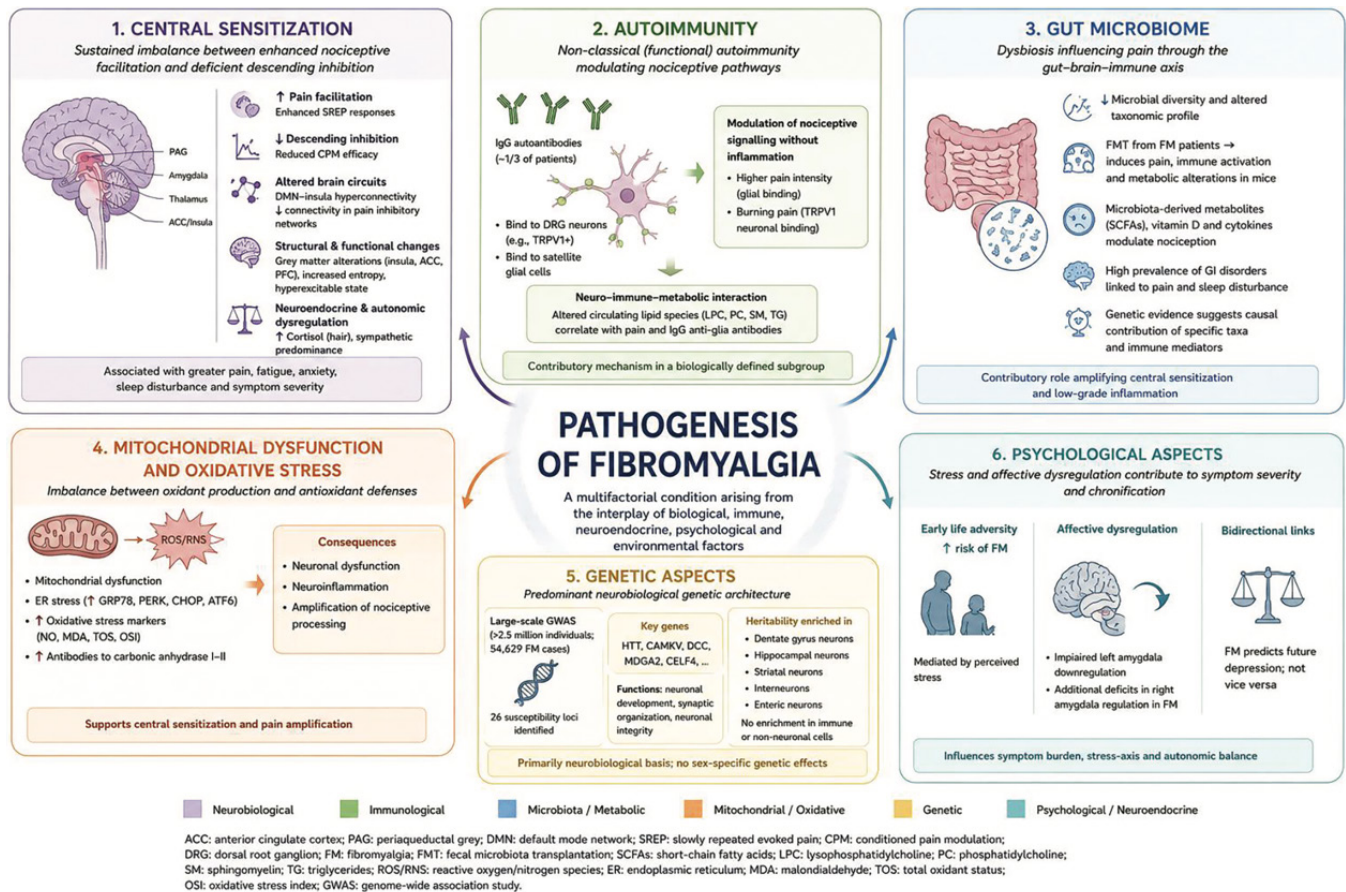 1. CENTRAL SENSITIZATION
Sustained imbalance between enhanced nociceptive
facilitation and deficient descending inhibition
PAG
Amygdala
Thalamus
ACC/Insula
↑ Pain facilitation
Enhanced SREP responses
↓ Descending inhibition
Reduced CPM efficacy
Altered brain circuits
DMN–insula hyperconnectivity
↓ connectivity in pain inhibitory
networks
Structural & functional changes
Grey matter alterations (insula, ACC,
PFC), increased entropy,
hyperexcitable state
Neuroendocrine & autonomic
dysregulation
↑ Cortisol (hair), sympathetic
predominance
Associated with greater pain, fatigue, anxiety,
sleep disturbance and symptom severity
2. AUTOIMMUNITY
Non-classical (functional) autoimmunity
modulating nociceptive pathways
IgG autoantibodies
(~1/3 of patients)
• Bind to DRG neurons
(e.g., TRPV1+)
• Bind to satellite
glial cells
Modulation of nociceptive
signalling without
inflammation
• Higher pain intensity
(glial binding)
• Burning pain (TRPV1
neuronal binding)
Neuro–immune–metabolic interaction
Altered circulating lipid species (LPC, PC, SM, TG)
correlate with pain and IgG anti-glia antibodies
Contributory mechanism in a biologically defined subgroup
3. GUT MICROBIOME
Dysbiosis influencing pain through the
gut–brain–immune axis
↓ Microbial diversity and altered
taxonomic profile
FMT from FM patients →
induces pain, immune activation
and metabolic alterations in mice
Microbiota-derived metabolites
(SCFAs), vitamin D and cytokines
modulate nociception
High prevalence of GI disorders
linked to pain and sleep disturbance
Genetic evidence suggests causal
contribution of specific taxa
and immune mediators
Contributory role amplifying central sensitization
and low-grade inflammation
PATHOGENESIS
OF FIBROMYALGIA
A multifactorial condition arising from
the interplay of biological, immune,
neuroendocrine, psychological and
environmental factors
4. MITOCHONDRIAL DYSFUNCTION
AND OXIDATIVE STRESS
Imbalance between oxidant production and antioxidant defenses
ROS/RNS
• Mitochondrial dysfunction
• ER stress (↑ GRP78, PERK, CHOP, ATF6)
• ↑ Oxidative stress markers
(NO, MDA, TOS, OSI)
• ↑ Antibodies to carbonic anhydrase I–II
Consequences
• Neuronal dysfunction
• Neuroinflammation
• Amplification of nociceptive
processing
Supports central sensitization and pain amplification
5. GENETIC ASPECTS
Predominant neurobiological genetic architecture
Large-scale GWAS
(>2.5 million individuals;
54,629 FM cases)
26 susceptibility loci
identified
Key genes
HTT, CAMKV, DCC,
MDGA2, CELF4, ...
Functions: neuronal
development, synaptic
organization, neuronal
integrity
Heritability enriched in
• Dentate gyrus neurons
• Hippocampal neurons
• Striatal neurons
• Interneurons
• Enteric neurons
No enrichment in immune
or non-neuronal cells
Primarily neurobiological basis; no sex-specific genetic effects
6. PSYCHOLOGICAL ASPECTS
Stress and affective dysregulation contribute to symptom severity
and chronification
Early life adversity
↑ risk of FM
Mediated by perceived
stress
Affective dysregulation
• Impiaired left amygdala
downregulation
• Additional deficits in right
amygdala regulation in FM
Bidirectional links
FM predicts future
depression; not
vice versa
Influences symptom burden, stress-axis and autonomic balance
Neurobiological
Immunological
Microbiota / Metabolic
Mitochondrial / Oxidative
Genetic
Psychological / Neuroendocrine
ACC: anterior cingulate cortex; PAG: periaqueductal grey; DMN: default mode network; SREP: slowly repeated evoked pain; CPM: conditioned pain modulation;
DRG: dorsal root ganglion; FM: fibromyalgia; FMT: fecal microbiota transplantation; SCFAs: short-chain fatty acids; LPC: lysophosphatidylcholine; PC: phosphatidylcholine;
SM: sphingomyelin; TG: triglycerides; ROS/RNS: reactive oxygen/nitrogen species; ER: endoplasmic reticulum; MDA: malondialdehyde; TOS: total oxidant status;
OSI: oxidative stress index; GWAS: genome-wide association study.